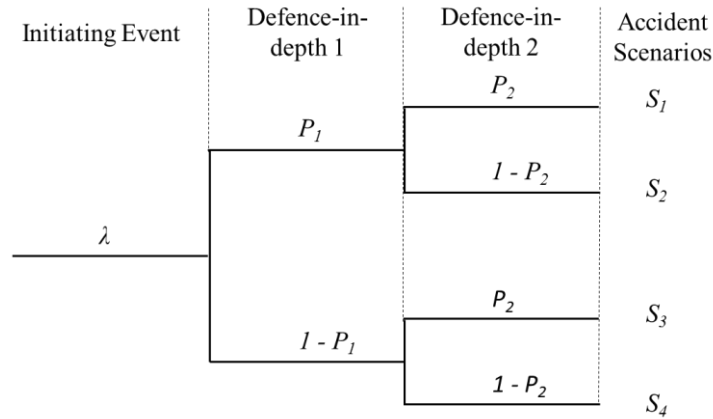 Initiating Event
Defence-in-
depth 1
Defence-in-
depth 2
Accident
Scenarios
P₂
S₁
P₁
1 - P₂
S₂
λ
P₂
S₃
1 - P₁
1 - P₂
S₄